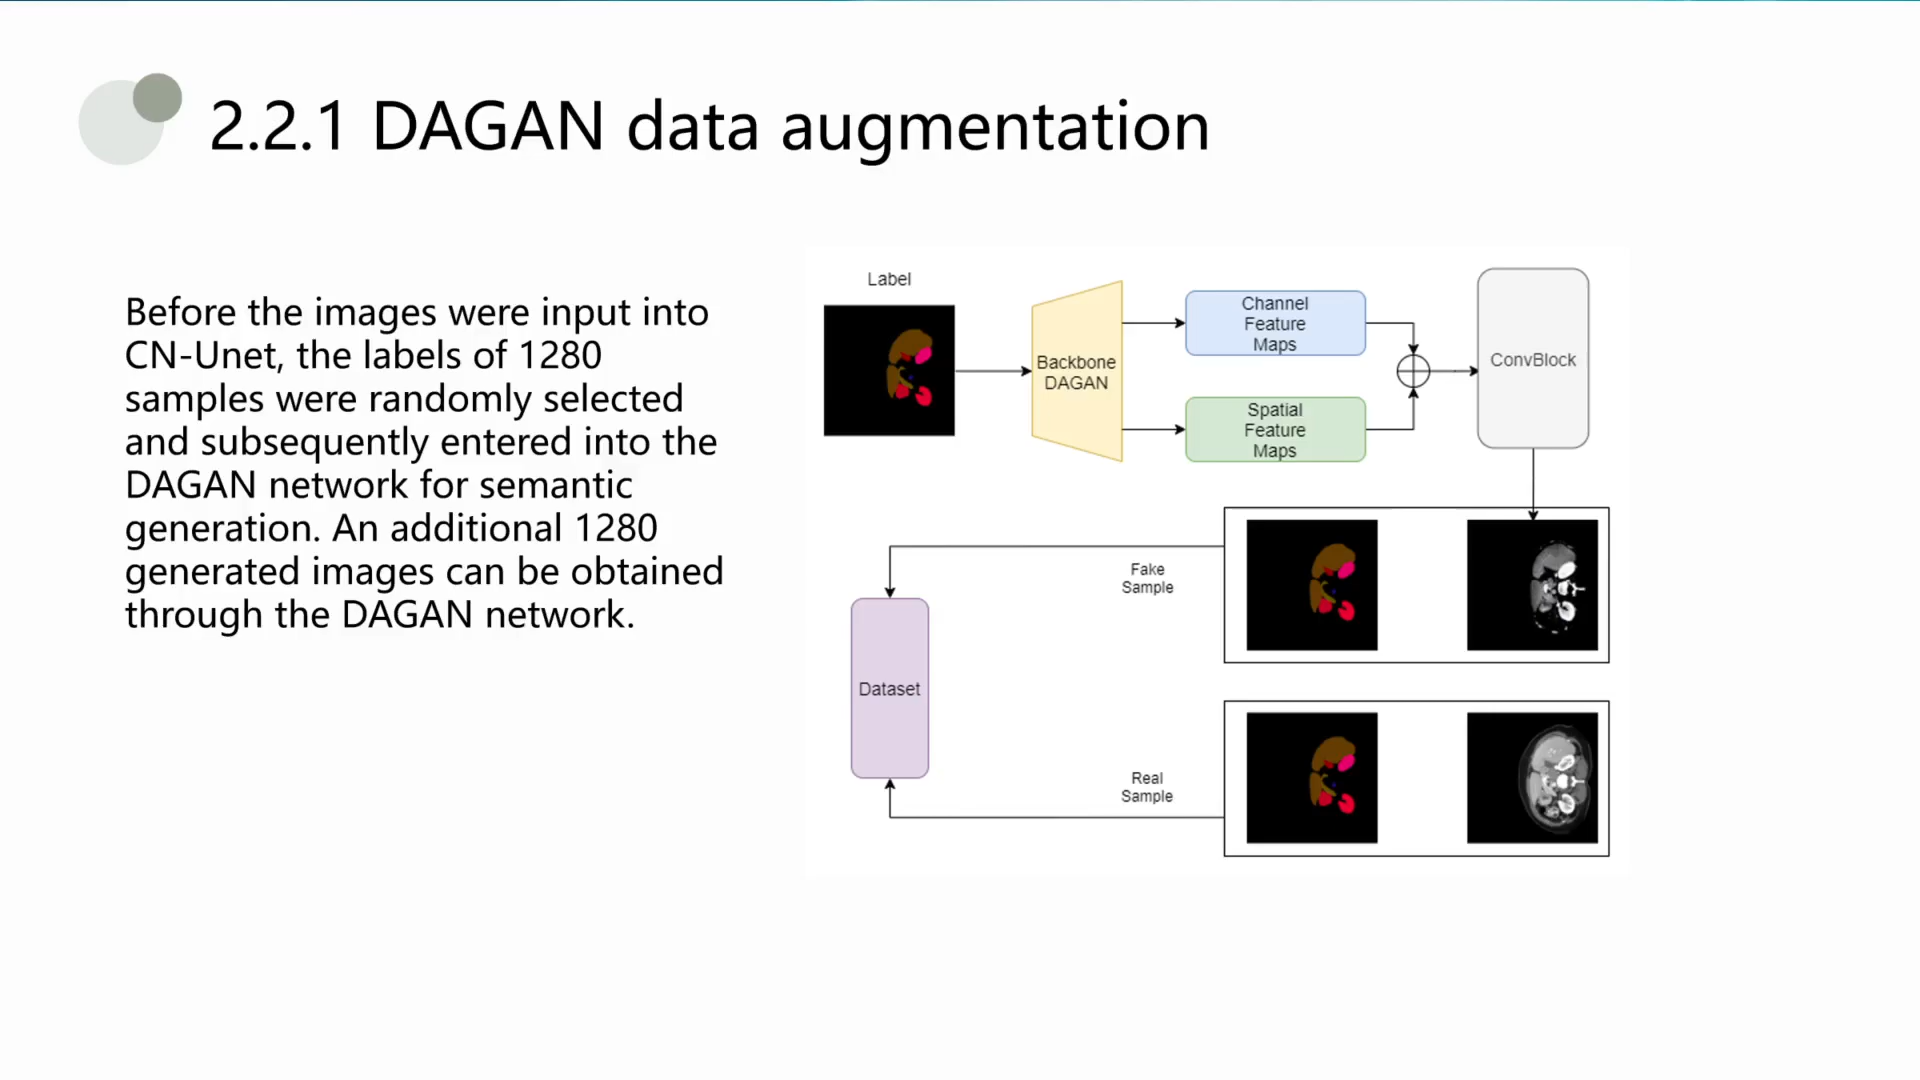 2.2.1 DAGAN data augmentation
Before the images were input into
CN-Unet, the labels of 1280
samples were randomly selected
and subsequently entered into the
DAGAN network for semantic
generation. An additional 1280
generated images can be obtained
through the DAGAN network.
Label
Backbone
DAGAN
Channel
Feature
Maps
Spatial
Feature
Maps
ConvBlock
Fake
Sample
Dataset
Real
Sample